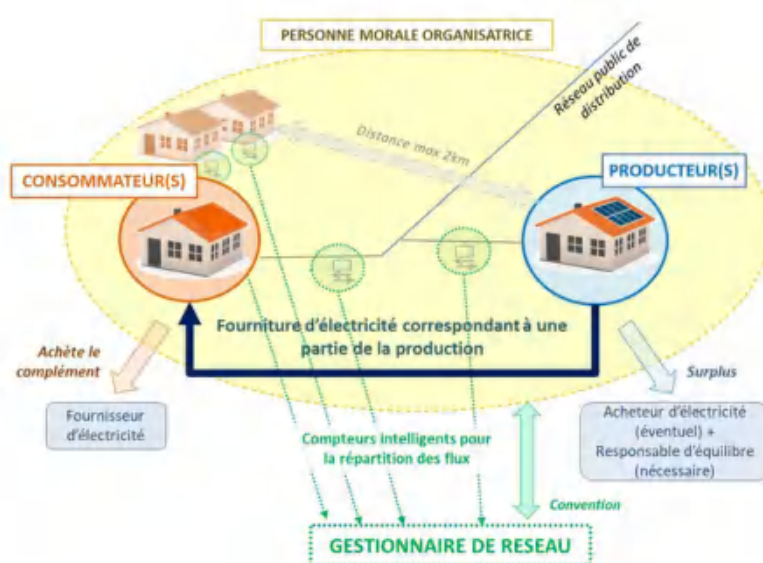 PERSONNE MORALE ORGANISATRICE
Réseau public de
distribution
Distance max 2km
CONSOMMATEUR(S)
PRODUCTEUR(S)
Fourniture d'électricité correspondant à une
partie de la production
Achète le
complément
Surplus
Fournisseur
d'électricité
Acheteur d'électricité
(éventuel) +
Responsable d'équilibre
(nécessaire)
Compteurs intelligents pour
la répartition des flux
Convention
GESTIONNAIRE DE RESEAU